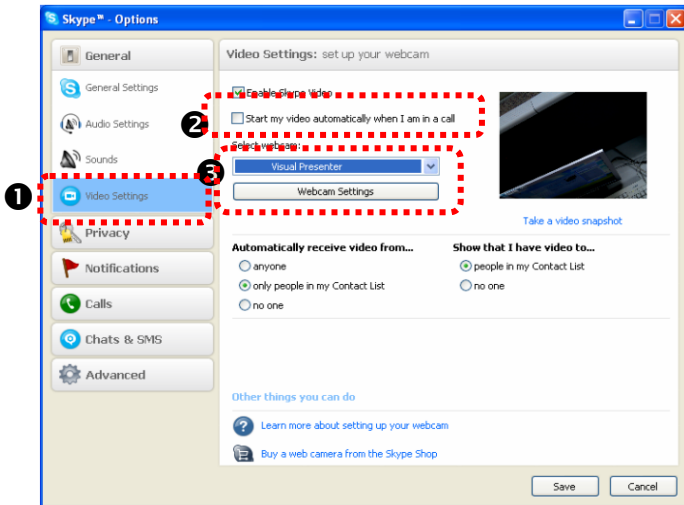 Skype™ - Options
General
General Settings
Audio Settings
Sounds
Video Settings
Privacy
Notifications
Calls
Chats & SMS
Advanced
Video Settings: set up your webcam
Enable Skype Video
Start my video automatically when I am in a call
Select webcam:
Visual Presenter
Webcam Settings
Take a video snapshot
Automatically receive video from...
anyone
only people in my Contact List
no one
Show that I have video to...
people in my Contact List
no one
Other things you can do
Learn more about setting up your webcam
Buy a web camera from the Skype Shop
Save
Cancel
1
2
3